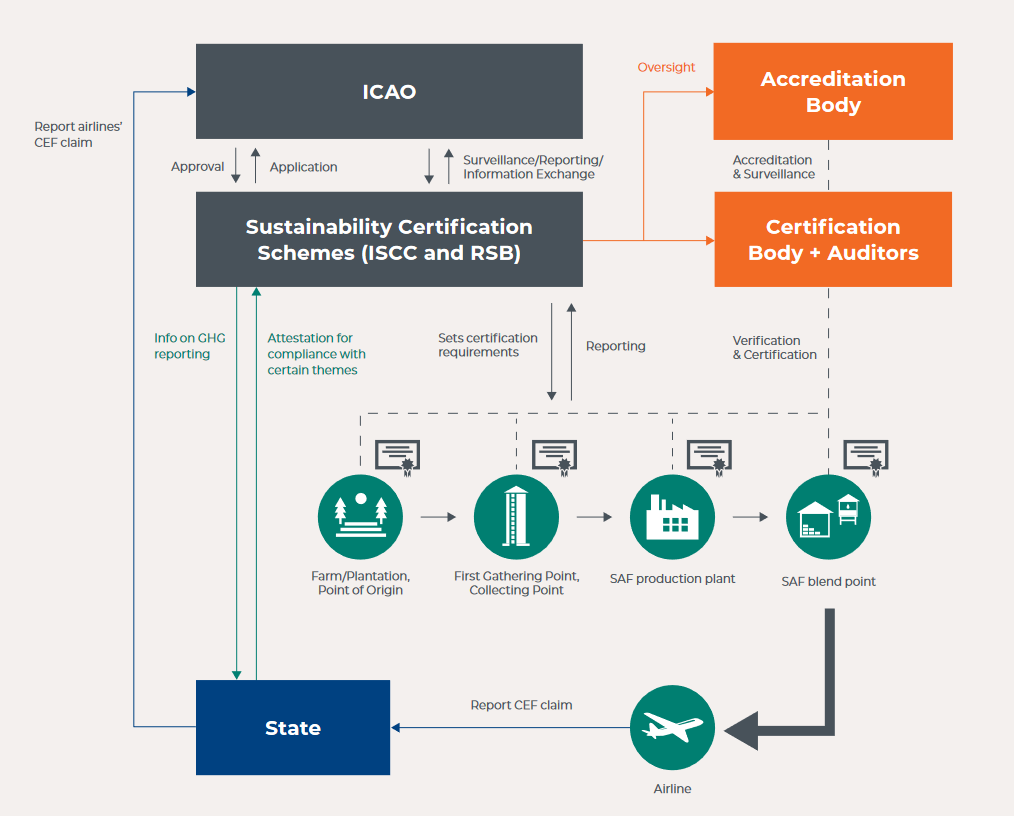 ICAO
Accreditation
Body
Oversight
Report airlines’
CEF claim
Approval
Application
Surveillance/Reporting/
Information Exchange
Accreditation
& Surveillance
Sustainability Certification
Schemes (ISCC and RSB)
Certification
Body + Auditors
Info on GHG
reporting
Attestation for
compliance with
certain themes
Sets certification
requirements
Reporting
Verification
& Certification
Farm/Plantation,
Point of Origin
First Gathering Point,
Collecting Point
SAF production plant
SAF blend point
State
Report CEF claim
Airline